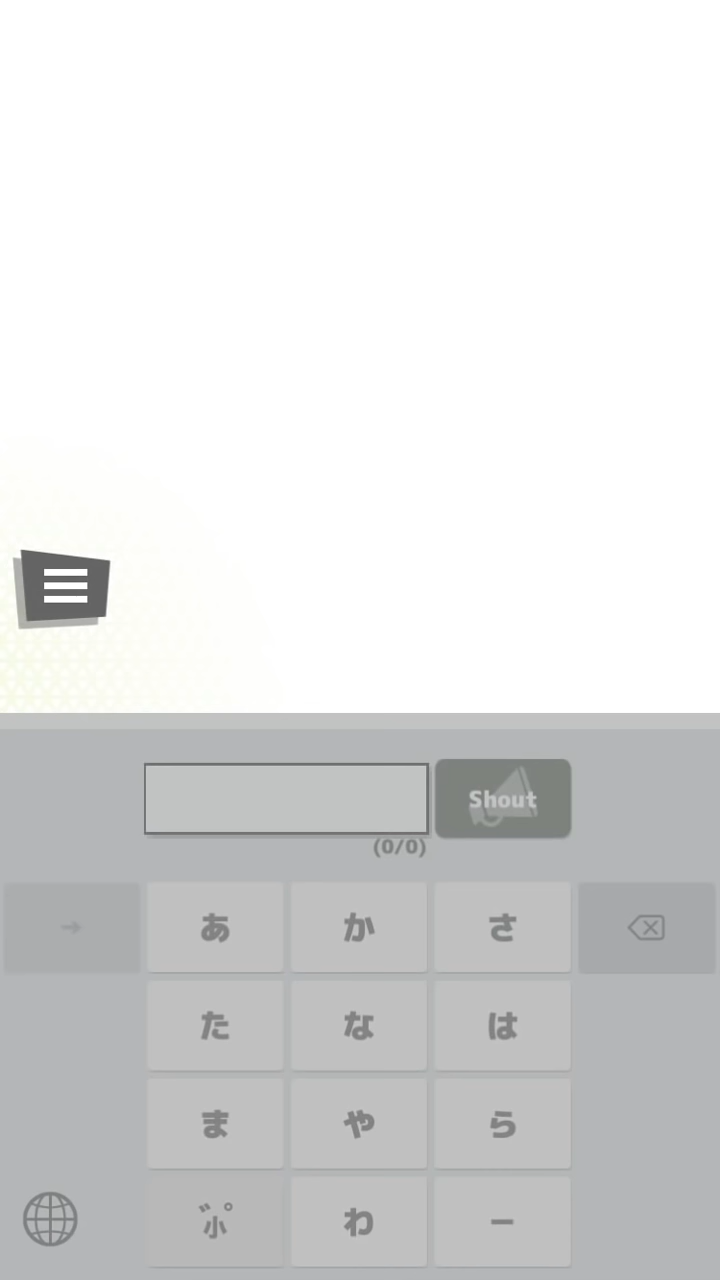 Shout
(0/0)
→ あ か さ
た な は
ま や ら
゛゜小 わ ー